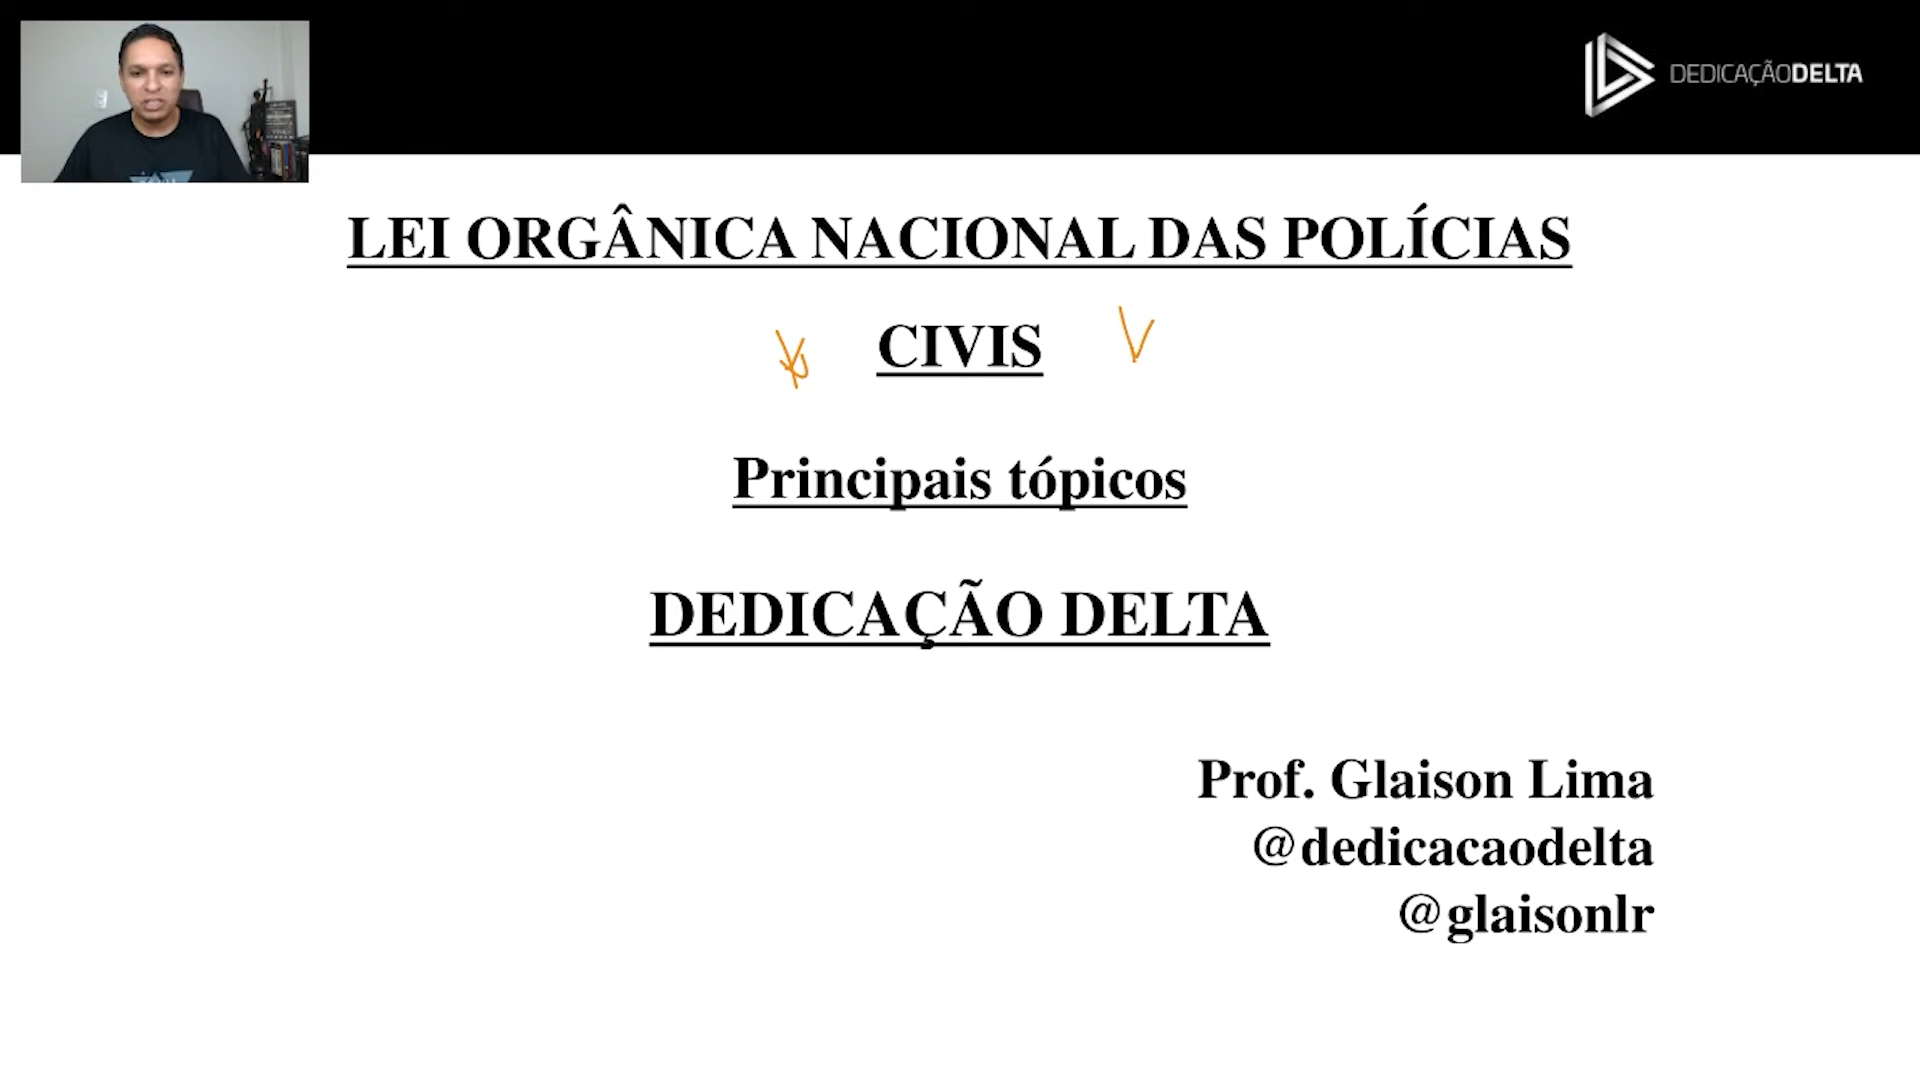 DEDICAÇÃODELTA
LEI ORGÂNICA NACIONAL DAS POLÍCIAS
CIVIS
Principais tópicos
DEDICAÇÃO DELTA
Prof. Glaison Lima
@dedicacaodelta
@glaisonlr